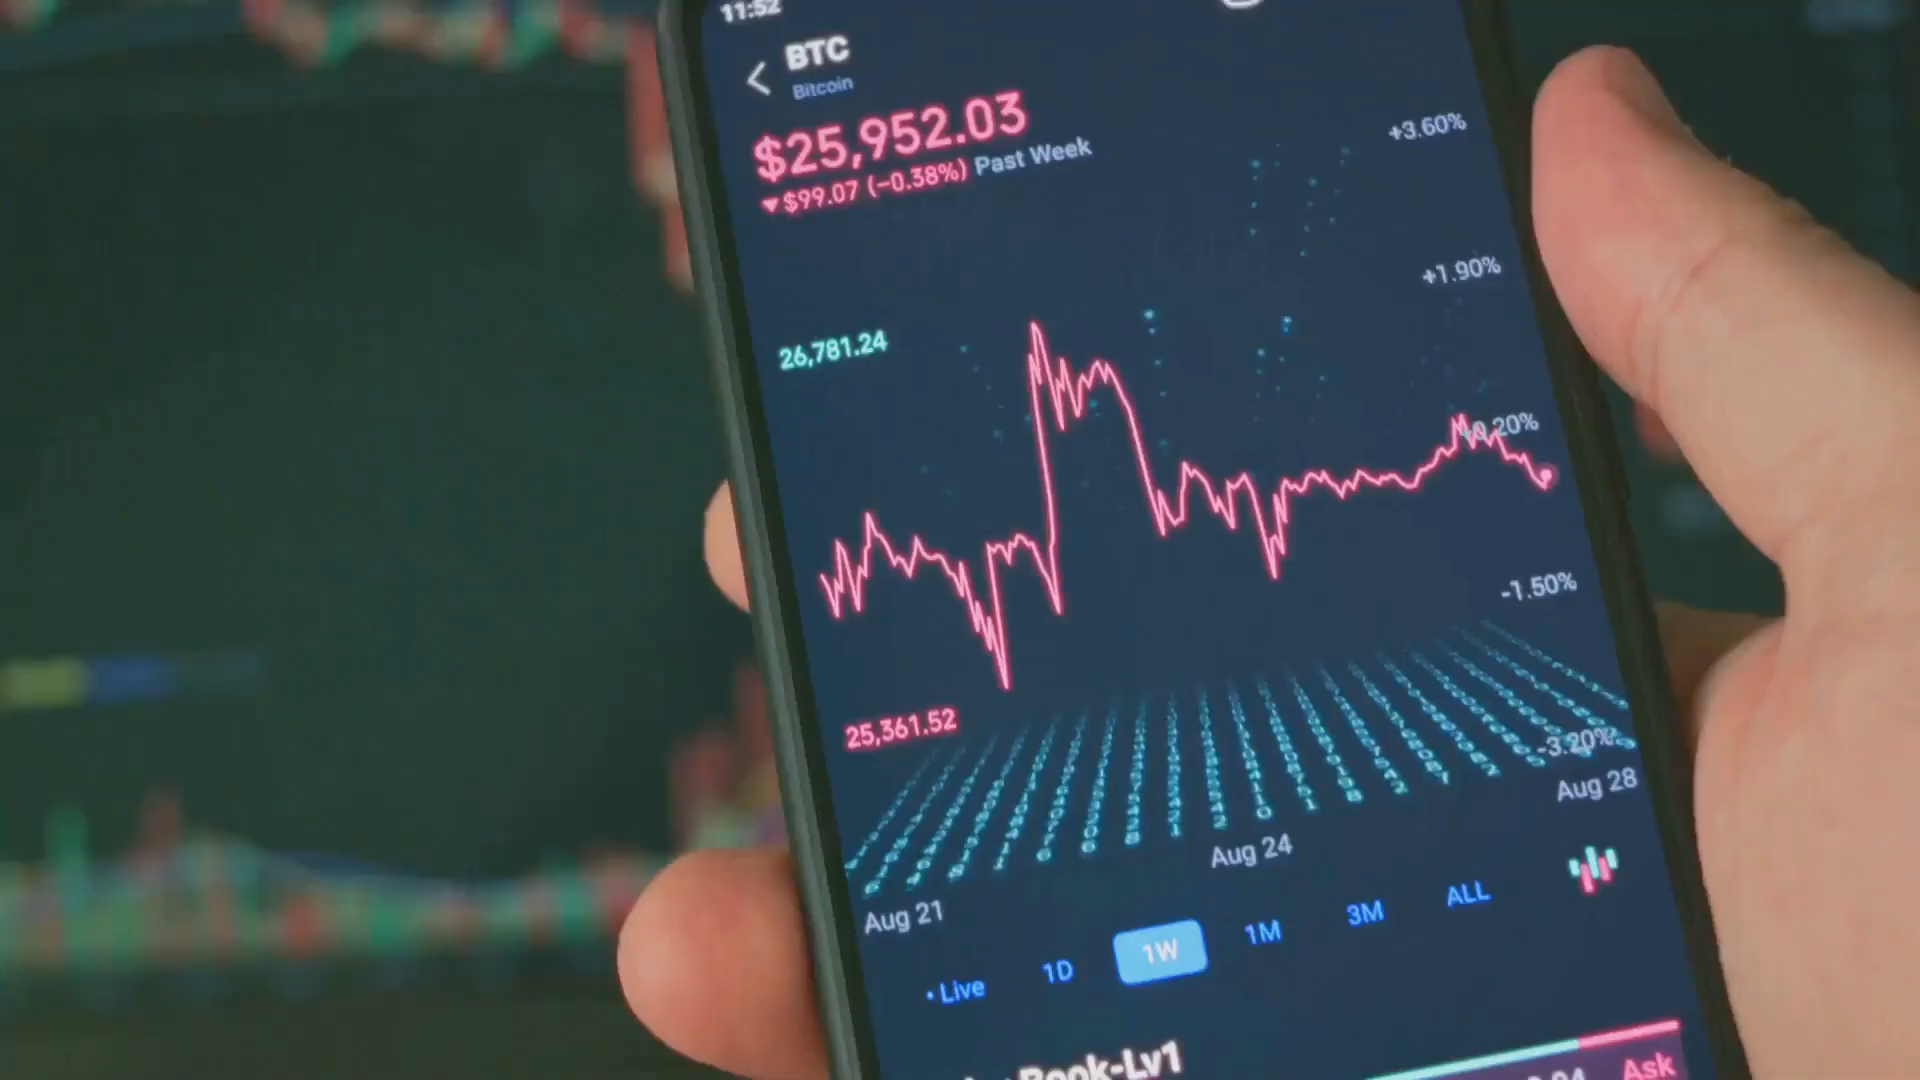 11:52
BTC
Bitcoin
$25,952.03
▼$99.07 (−0.38%) Past Week
+3.60%
+1.90%
26,781.24
+0.20%
-1.50%
25,361.52
-3.20%
Aug 21
Aug 24
Aug 28
• Live
1D
1W
1M
3M
ALL
Book-Lv1
Ask